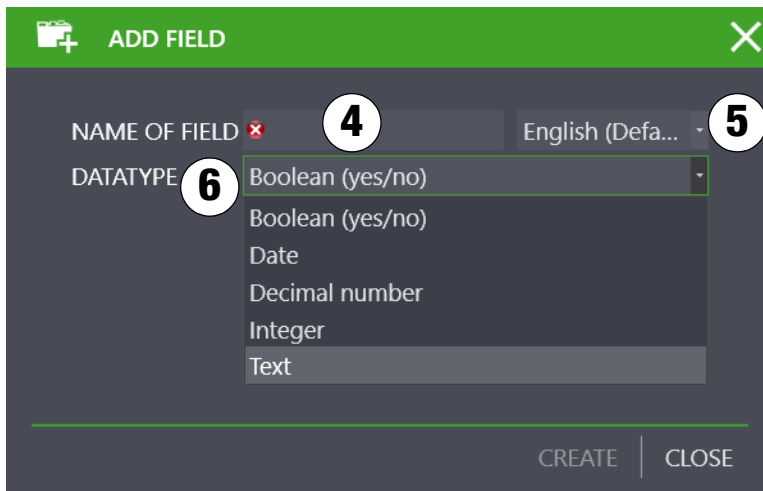 ADD FIELD
NAME OF FIELD 4 English (Defa... 5
DATATYPE 6 Boolean (yes/no)
Boolean (yes/no)
Date
Decimal number
Integer
Text
CREATE CLOSE